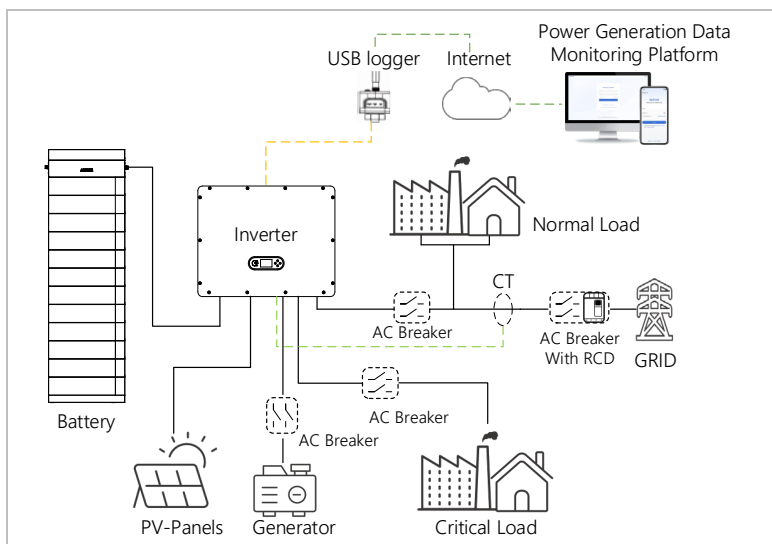 Power Generation Data
Monitoring Platform
USB logger
Internet
Inverter
Normal Load
CT
AC Breaker
AC Breaker
With RCD
GRID
Battery
AC Breaker
AC Breaker
PV-Panels
Generator
Critical Load